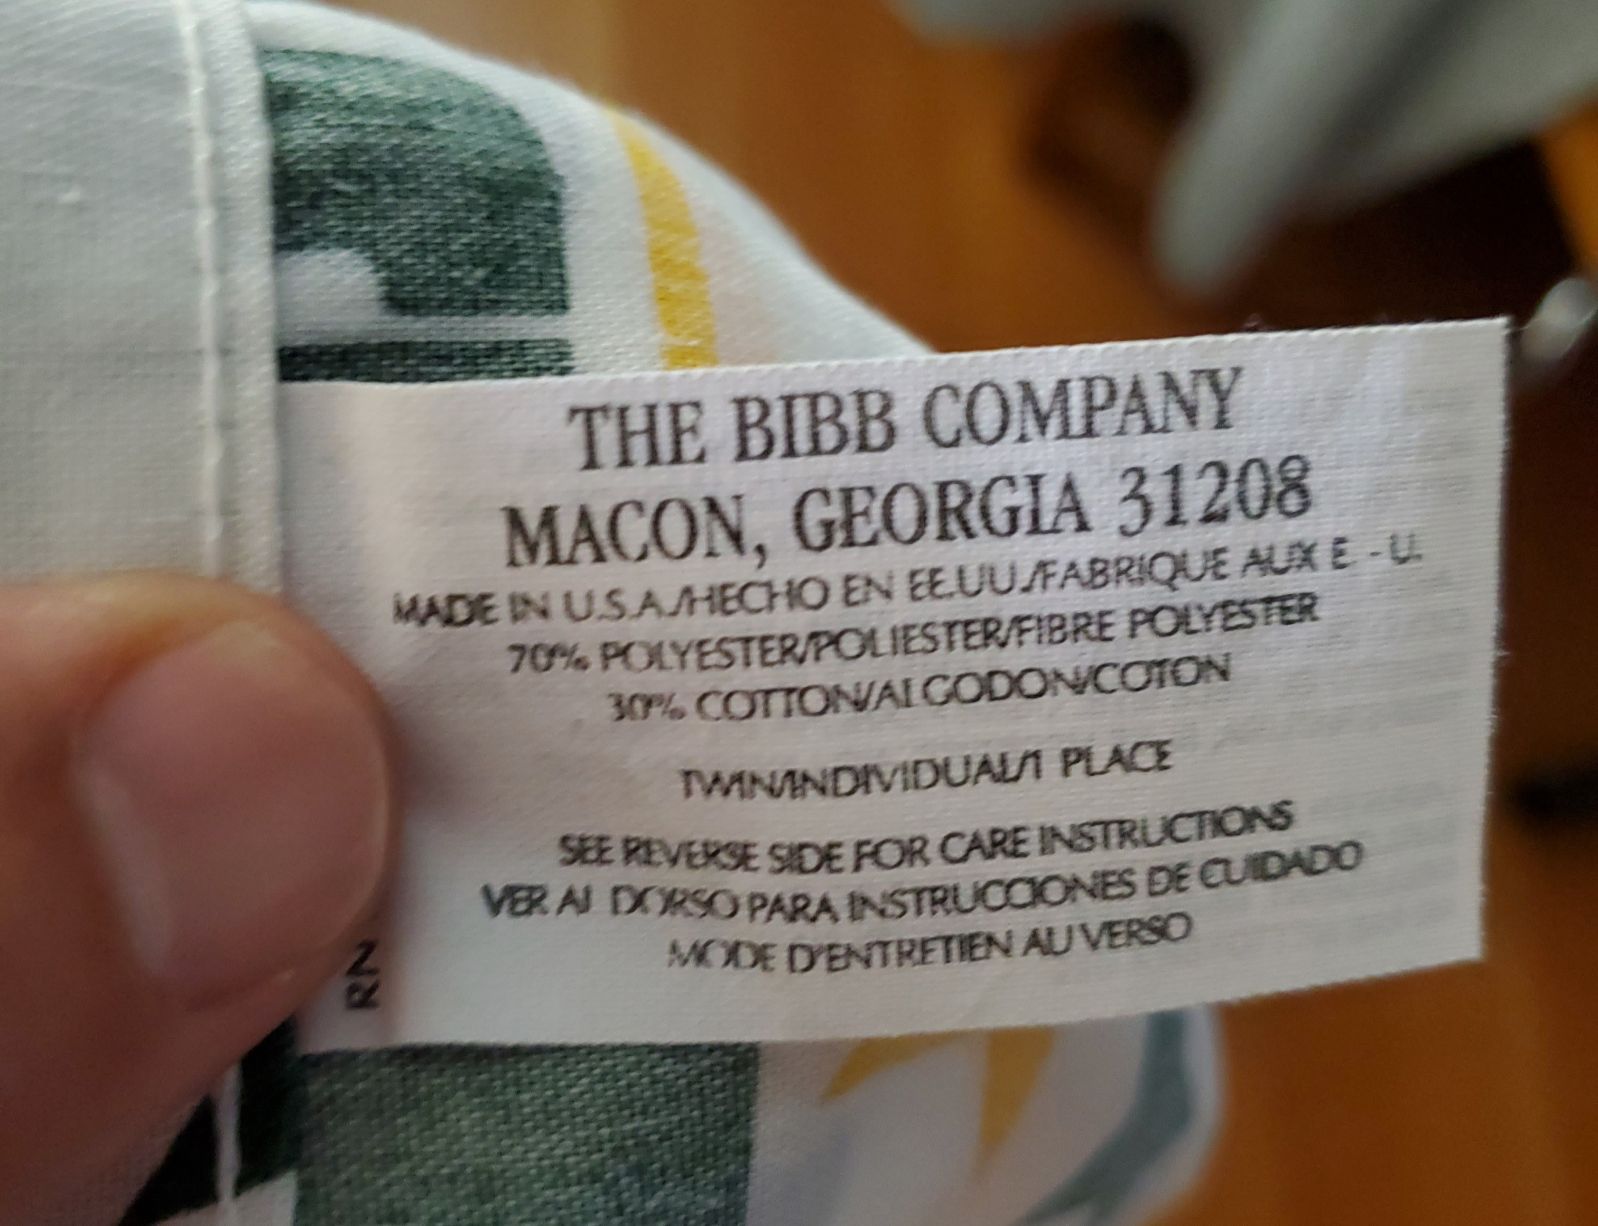 THE BIBB COMPANY
MACON, GEORGIA 31208
MADE IN U.S.A./HECHO EN EE.UU./FABRIQUE AUX E - U.
70% POLYESTER/POLIESTER/FIBRE POLYESTER
30% COTTON/ALGODON/COTON
TWIN/INDIVIDUAL/1 PLACE
SEE REVERSE SIDE FOR CARE INSTRUCTIONS
VER AL DORSO PARA INSTRUCCIONES DE CUIDADO
MODE D'ENTRETIEN AU VERSO
RN